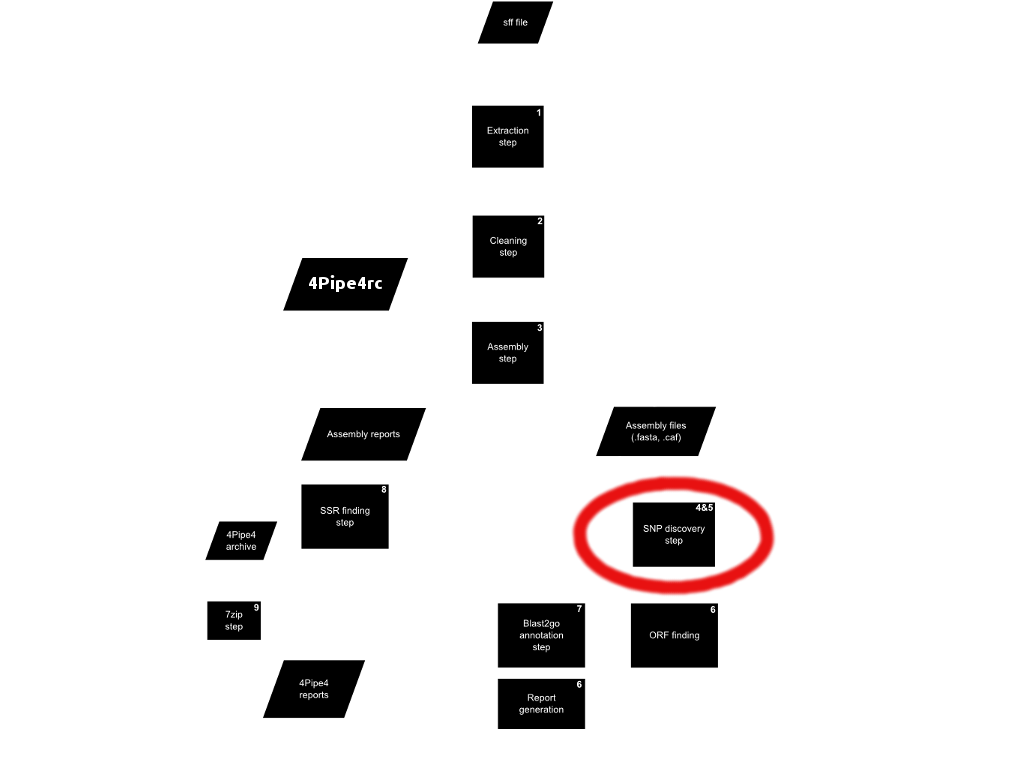 sff file
1
Extraction
step
2
Cleaning
step
4Pipe4rc
3
Assembly
step
Assembly reports
Assembly files
(.fasta, .caf)
8
SSR finding
step
4&5
SNP discovery
step
4Pipe4
archive
9
7zip
step
7
Blast2go
annotation
step
6
ORF finding
4Pipe4
reports
6
Report
generation